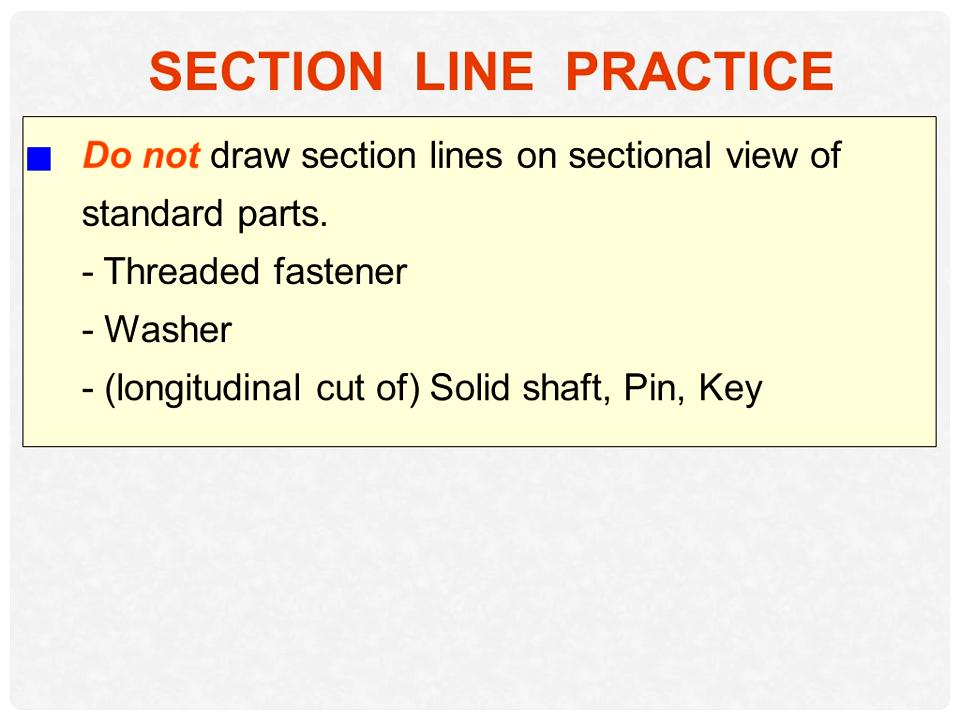 SECTION LINE PRACTICE
Do not draw section lines on sectional view of
standard parts.
- Threaded fastener
- Washer
- (longitudinal cut of) Solid shaft, Pin, Key